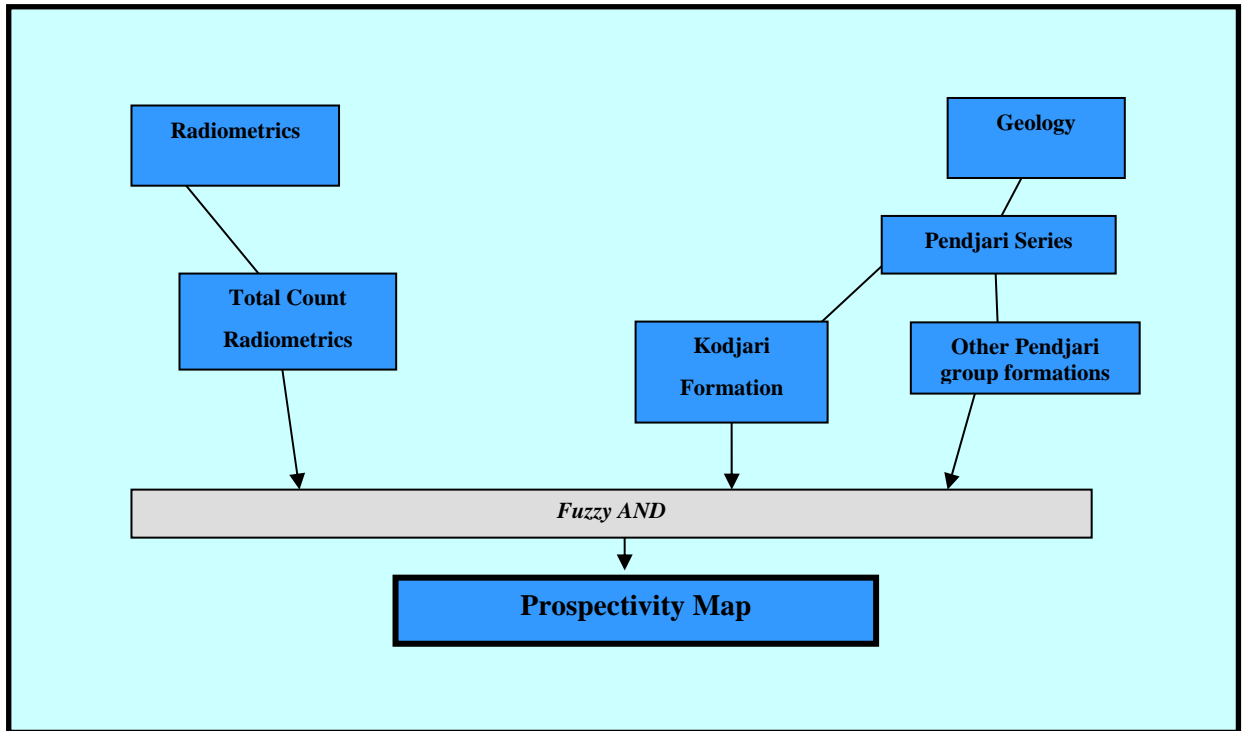 Radiometrics
Geology
Pendjari Series
Total Count
Radiometrics
Kodjari
Formation
Other Pendjari
group formations
Fuzzy AND
Prospectivity Map